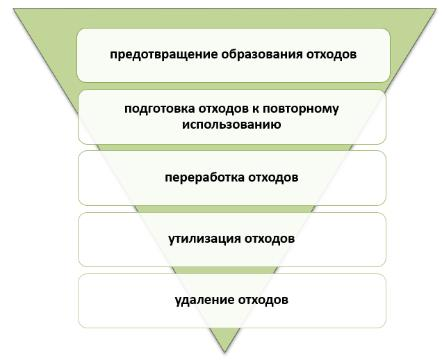 предотвращение образования отходов
подготовка отходов к повторному
использованию
переработка отходов
утилизация отходов
удаление отходов